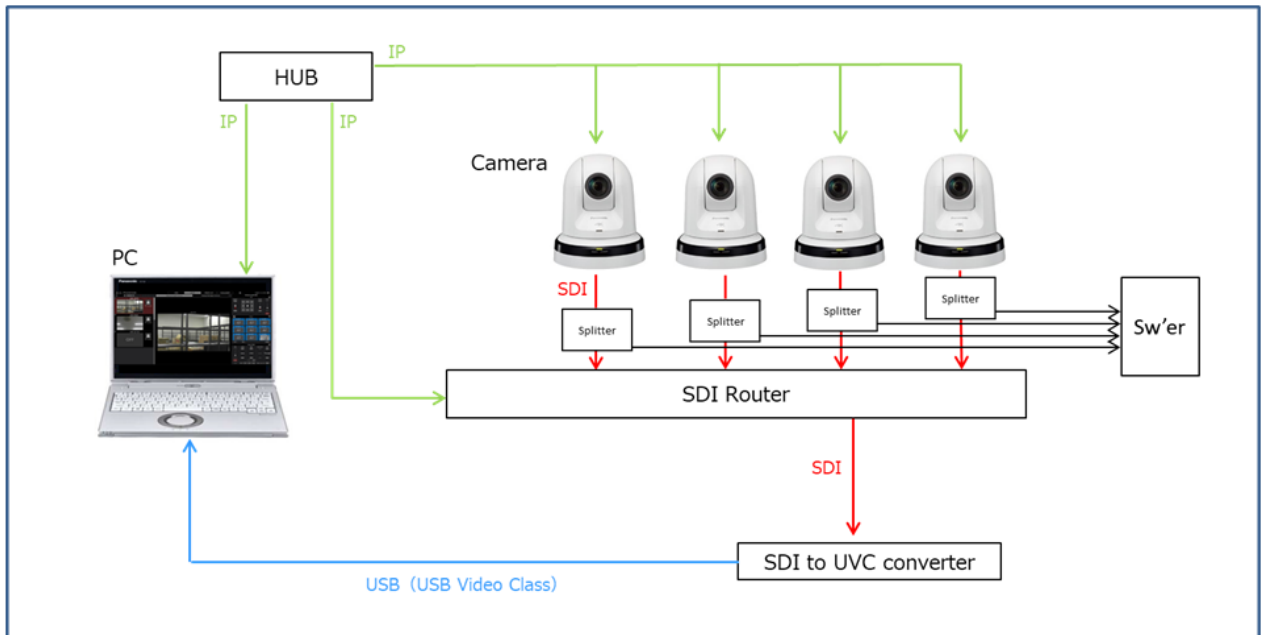 IP
HUB
IP
IP
Camera
PC
SDI
Splitter
Splitter
Splitter
Splitter
Sw'er
Panasonic
SDI Router
SDI
SDI to UVC converter
USB（USB Video Class）